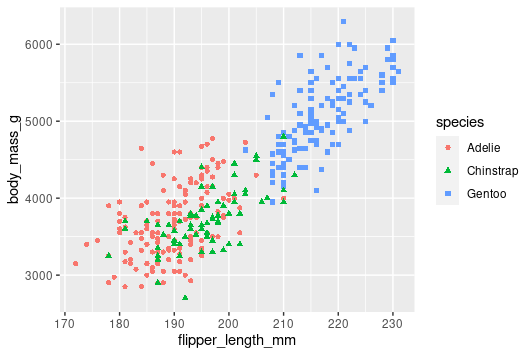 6000
5000
4000
3000
body_mass_g
170 180 190 200 210 220 230
flipper_length_mm
species
Adelie
Chinstrap
Gentoo